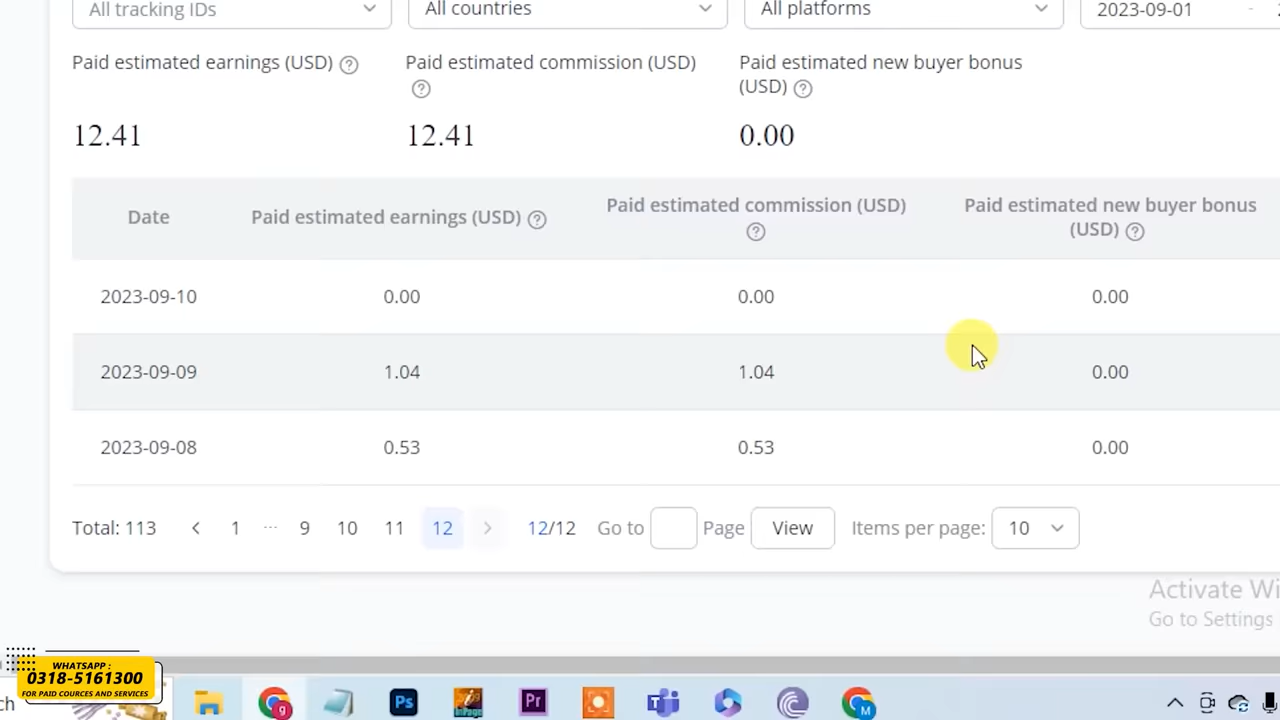 All tracking IDs All countries All platforms 2023-09-01 -
Paid estimated earnings (USD) Paid estimated commission (USD) Paid estimated new buyer bonus
(USD)
12.41 12.41 0.00
Date Paid estimated earnings (USD) Paid estimated commission (USD) Paid estimated new buyer bonus
(USD)
2023-09-10 0.00 0.00 0.00
2023-09-09 1.04 1.04 0.00
2023-09-08 0.53 0.53 0.00
Total: 113 1 ... 9 10 11 12 12/12 Go to Page View Items per page: 10
Activate Wi
Go to Settings
WHATSAPP :
0318-5161300
FOR PAID COURCES AND SERVICES
ch Ps Pr M